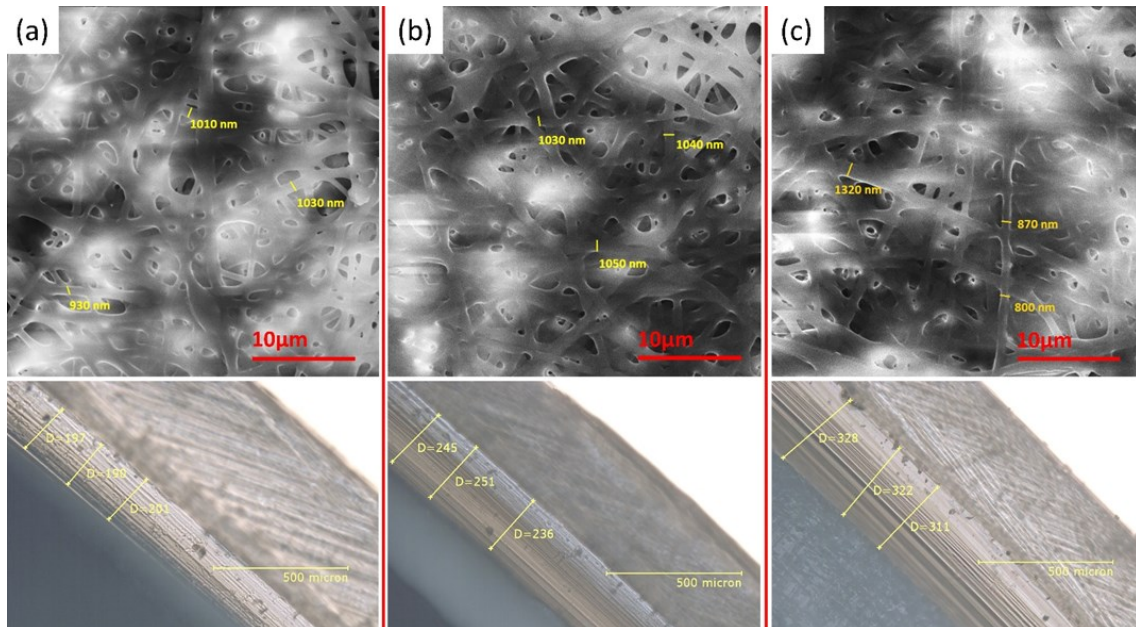 (a)
1010 nm
1030 nm
930 nm
10μm
(b)
1030 nm
1040 nm
1050 nm
10μm
(c)
1320 nm
870 nm
800 nm
10μm
D=197
D=198
D=201
500 micron
D=245
D=251
D=236
500 micron
D=328
D=322
D=311
500 micron